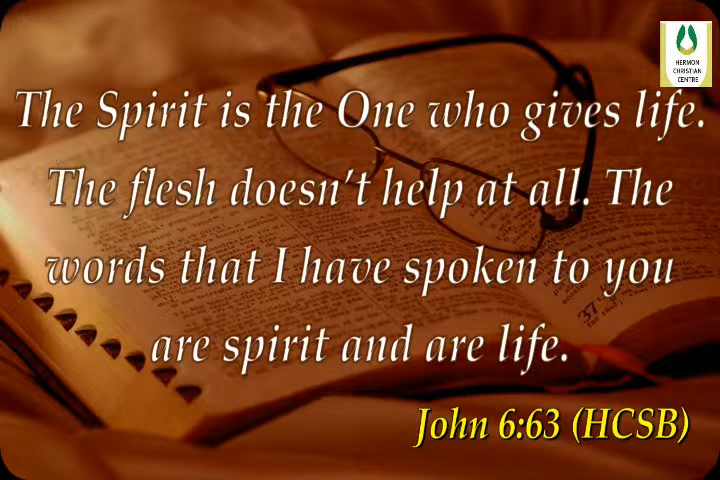 HERMON
CHRISTIAN
CENTRE
The Spirit is the One who gives life.
The flesh doesn't help at all. The
words that I have spoken to you
are spirit and are life.
37
John 6:63 (HCSB)